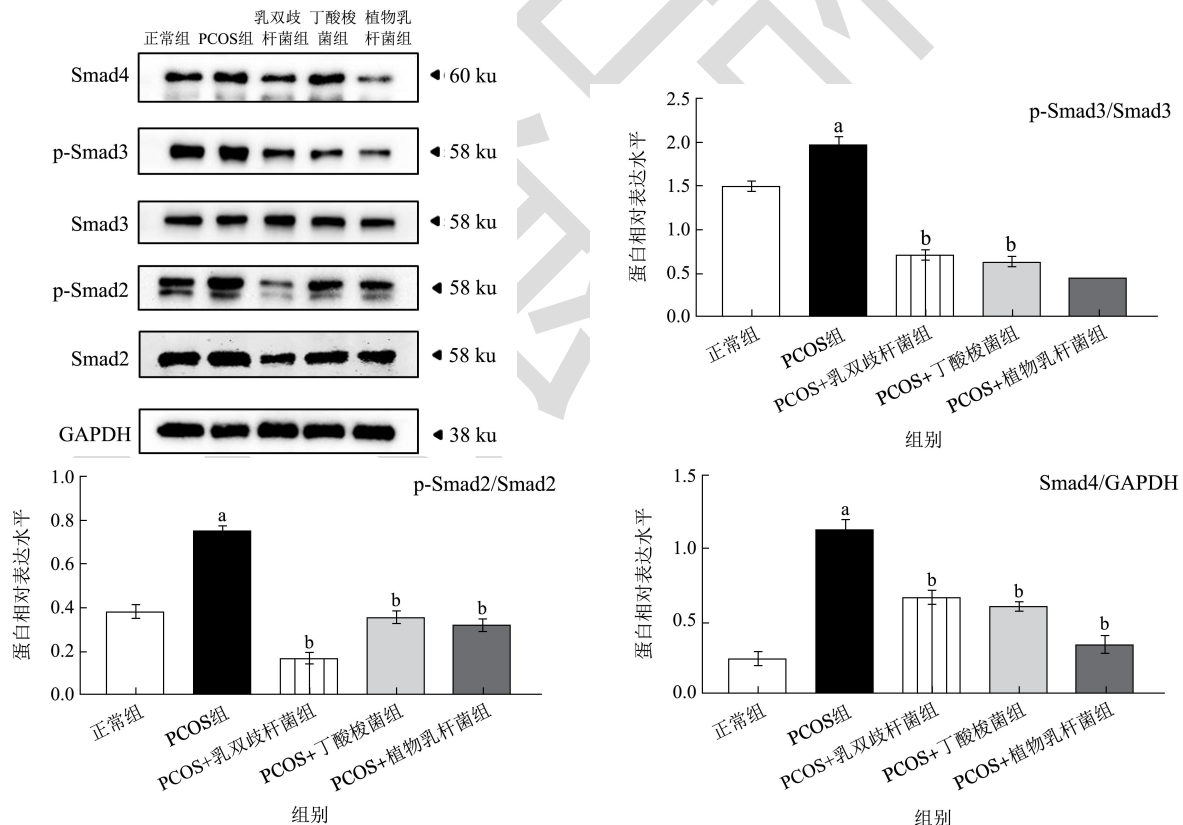 乳双歧 丁酸梭 植物乳
正常组 PCOS组 杆菌组 菌组 杆菌组
Smad4 60 ku
p-Smad3 58 ku
Smad3 58 ku
p-Smad2 58 ku
Smad2 58 ku
GAPDH 38 ku
p-Smad3/Smad3
蛋白相对表达水平
2.5
2.0
1.5
1.0
0.5
0.0
a
b
b
正常组
PCOS组
PCOS+乳双歧杆菌组
PCOS+丁酸梭菌组
PCOS+植物乳杆菌组
组别
p-Smad2/Smad2
蛋白相对表达水平
1.0
0.8
0.6
0.4
0.2
0.0
a
b
b
b
正常组
PCOS组
PCOS+乳双歧杆菌组
PCOS+丁酸梭菌组
PCOS+植物乳杆菌组
组别
Smad4/GAPDH
蛋白相对表达水平
1.5
1.0
0.5
0.0
a
b
b
b
正常组
PCOS组
PCOS+乳双歧杆菌组
PCOS+丁酸梭菌组
PCOS+植物乳杆菌组
组别